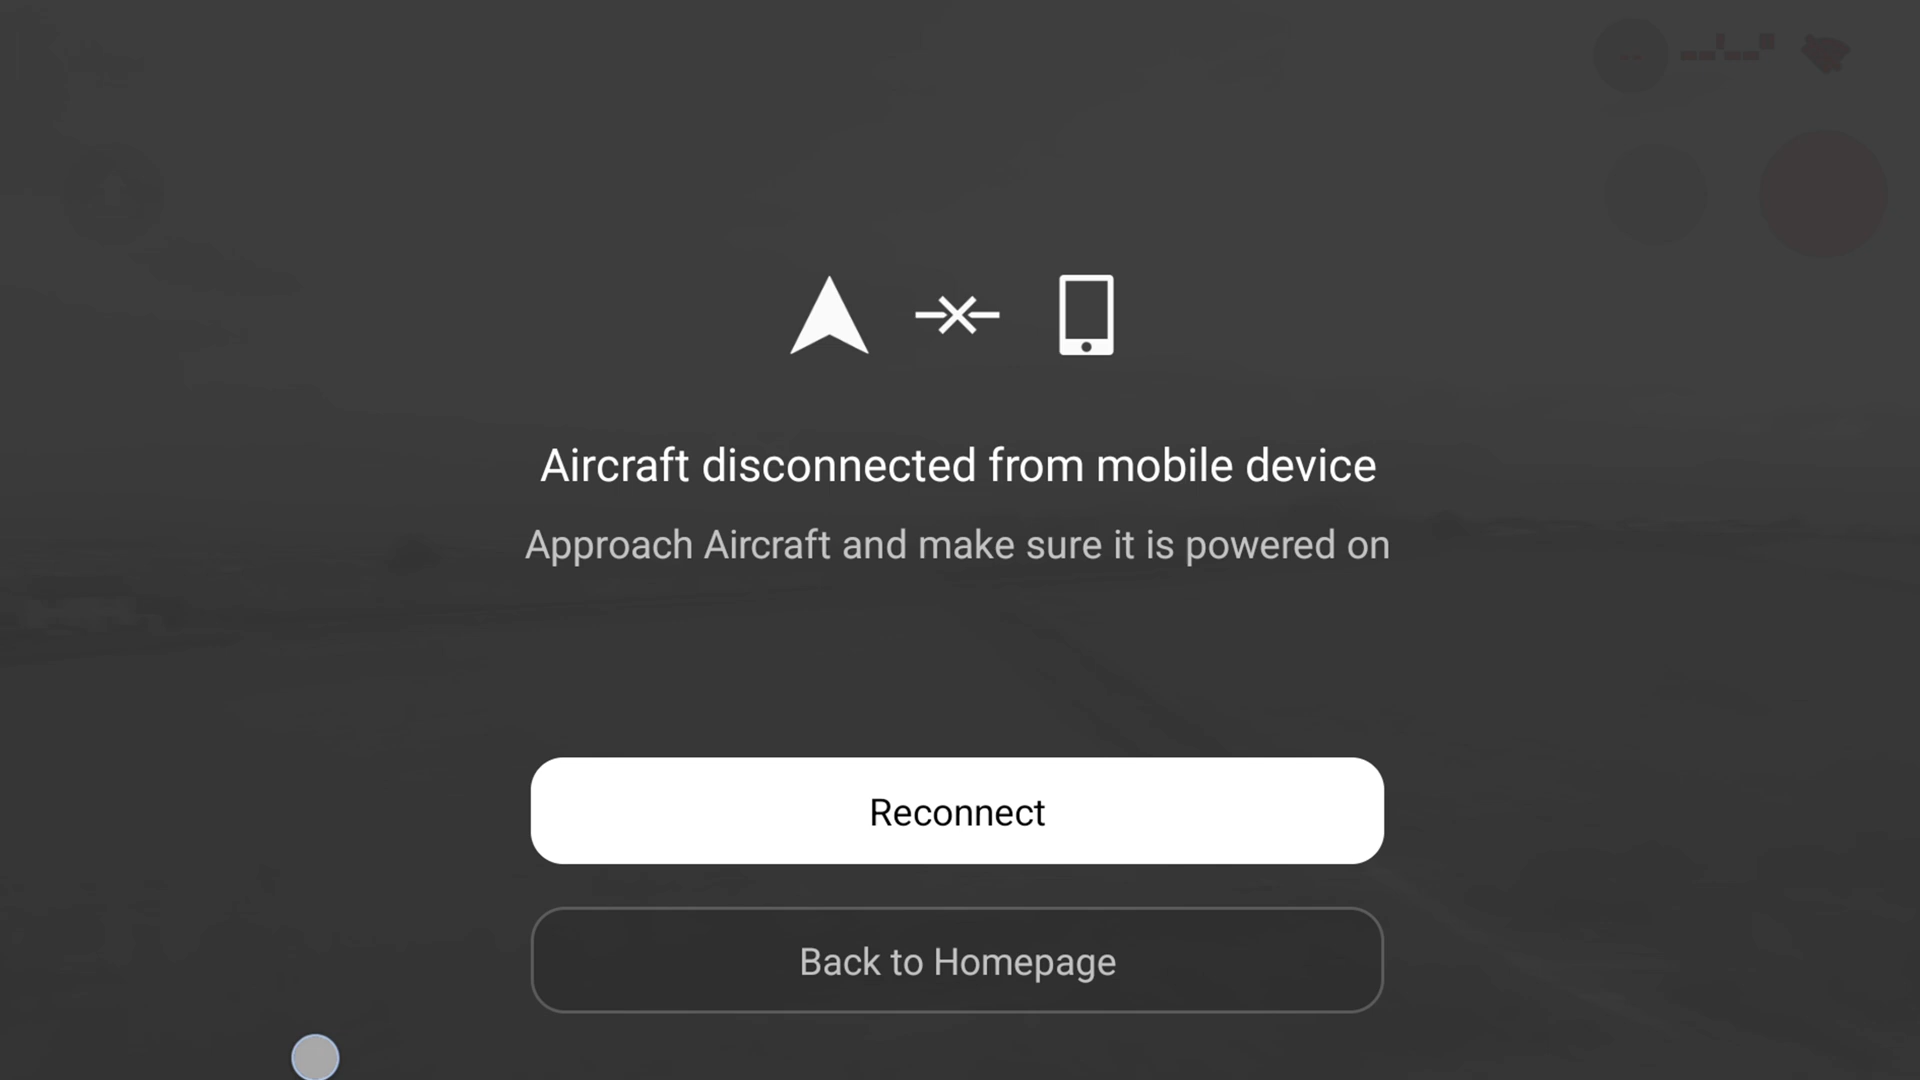 Aircraft disconnected from mobile device
Approach Aircraft and make sure it is powered on
Reconnect
Back to Homepage